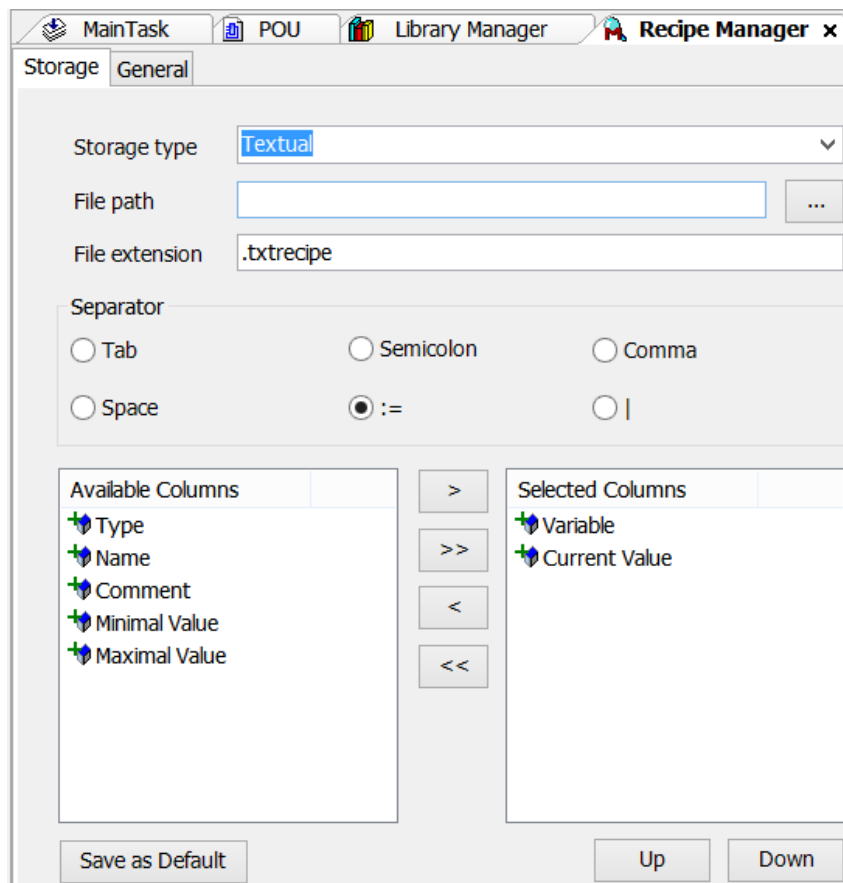 MainTask POU Library Manager Recipe Manager x
Storage General
Storage type Textual
File path ...
File extension .txtrecipe
Separator
Tab Semicolon Comma
Space := |
Available Columns > Selected Columns
Type Variable
Name >> Current Value
Comment <
Minimal Value
Maximal Value <<
Save as Default Up Down